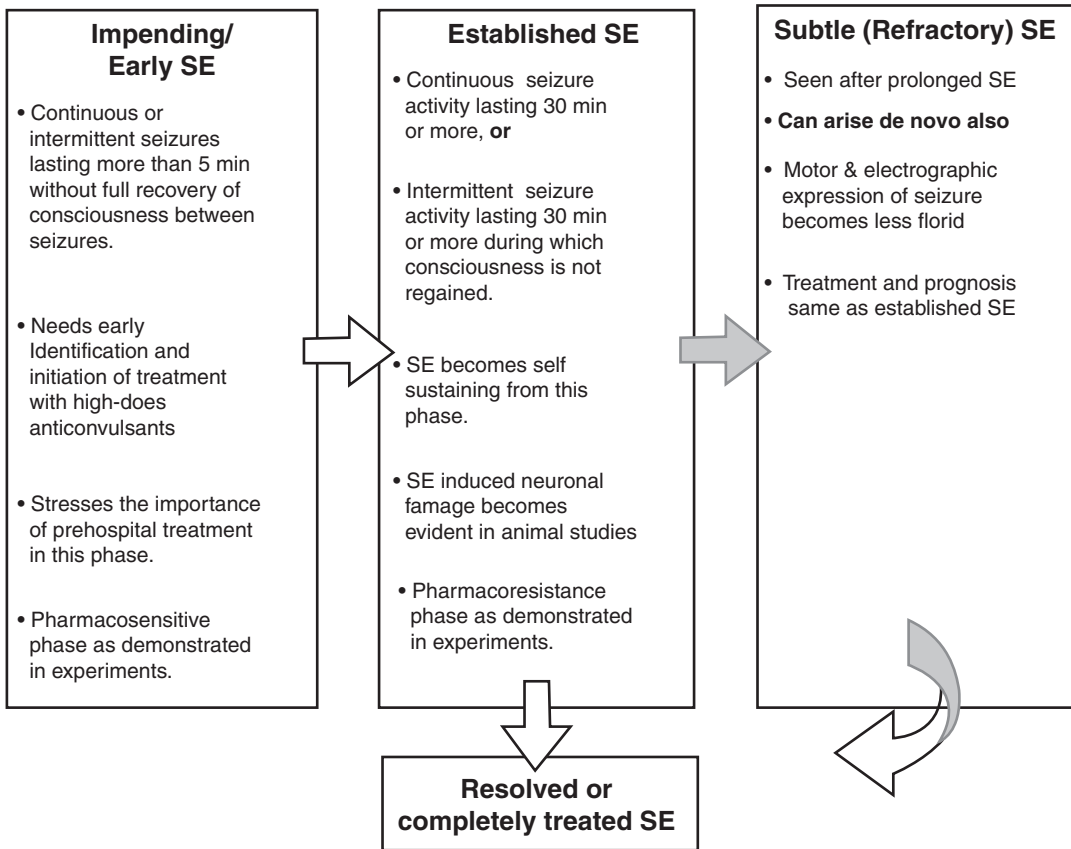 Impending/
Early SE
• Continuous or
intermittent seizures
lasting more than 5 min
without full recovery of
consciousness between
seizures.
• Needs early
Identification and
initiation of treatment
with high-does
anticonvulsants
• Stresses the importance
of prehospital treatment
in this phase.
• Pharmacosensitive
phase as demonstrated
in experiments.
Established SE
• Continuous seizure
activity lasting 30 min
or more, or
• Intermittent seizure
activity lasting 30 min
or more during which
consciousness is not
regained.
• SE becomes self
sustaining from this
phase.
• SE induced neuronal
famage becomes
evident in animal studies
• Pharmacoresistance
phase as demonstrated
in experiments.
Subtle (Refractory) SE
• Seen after prolonged SE
• Can arise de novo also
• Motor & electrographic
expression of seizure
becomes less florid
• Treatment and prognosis
same as established SE
Resolved or
completely treated SE